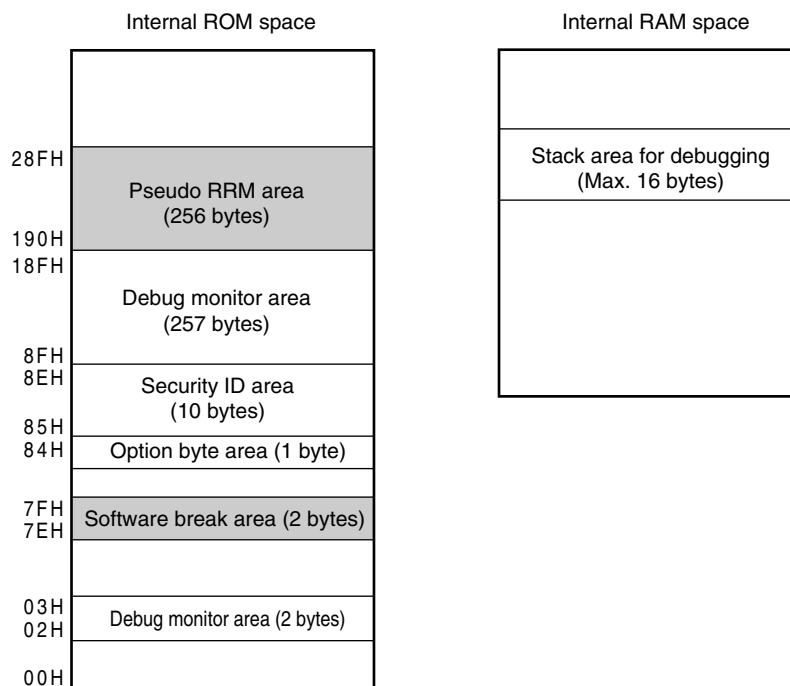 Internal ROM space
Internal RAM space
28FH
Pseudo RRM area
(256 bytes)
190H
18FH
Debug monitor area
(257 bytes)
8FH
8EH
Security ID area
(10 bytes)
85H
84H
Option byte area (1 byte)
7FH
Software break area (2 bytes)
7EH
03H
Debug monitor area (2 bytes)
02H
00H
Stack area for debugging
(Max. 16 bytes)